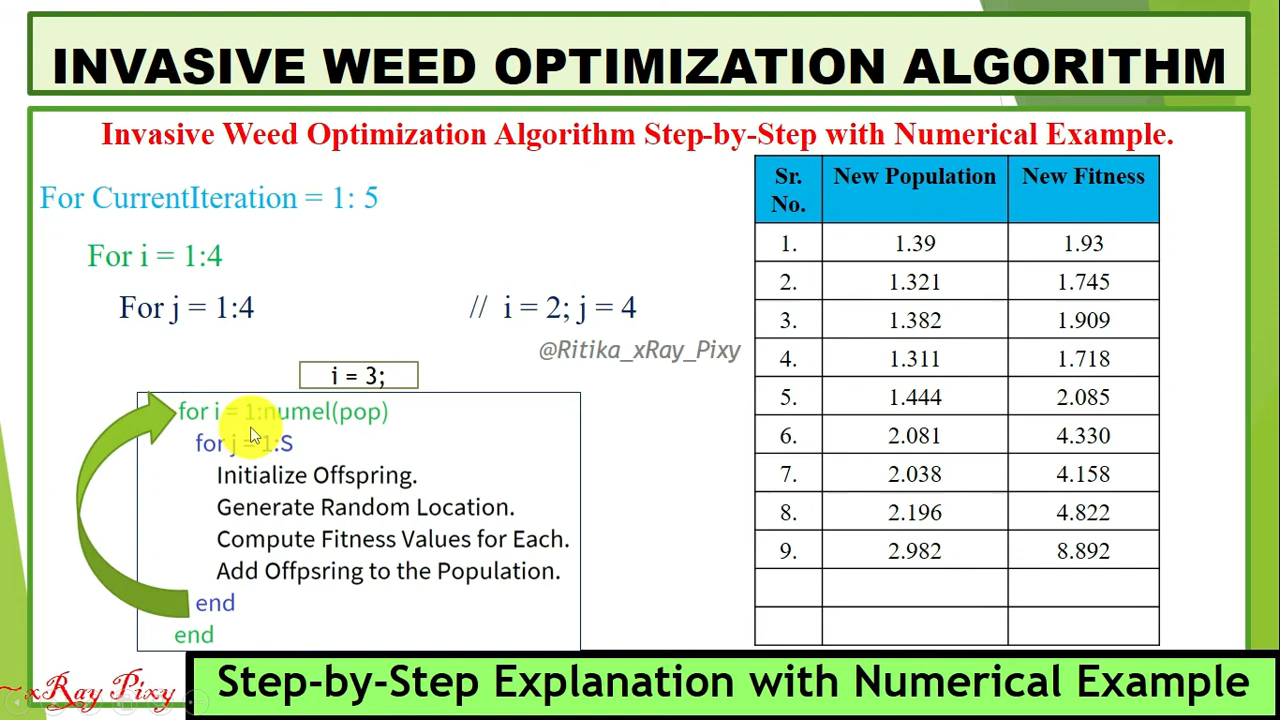 INVASIVE WEED OPTIMIZATION ALGORITHM
Invasive Weed Optimization Algorithm Step-by-Step with Numerical Example.
For CurrentIteration = 1: 5
For i = 1:4
For j = 1:4 // i = 2; j = 4
@Ritika_xRay_Pixy
i = 3;
for i = 1:numel(pop)
for j = 1:S
Initialize Offspring.
Generate Random Location.
Compute Fitness Values for Each.
Add Offpsring to the Population.
end
end
Sr. No. New Population New Fitness
1. 1.39 1.93
2. 1.321 1.745
3. 1.382 1.909
4. 1.311 1.718
5. 1.444 2.085
6. 2.081 4.330
7. 2.038 4.158
8. 2.196 4.822
9. 2.982 8.892
~xRay Pixy
Step-by-Step Explanation with Numerical Example